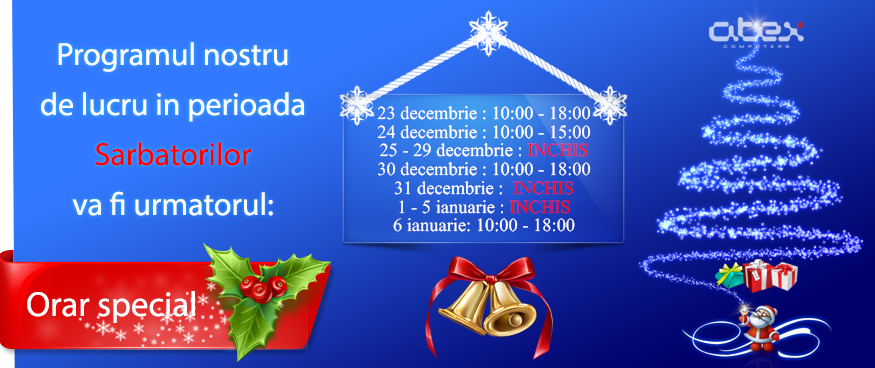 Programul nostru
de lucru in perioada
Sarbatorilor
va fi urmatorul:
Orar special
23 decembrie : 10:00 - 18:00
24 decembrie : 10:00 - 15:00
25 - 29 decembrie : INCHIS
30 decembrie : 10:00 - 18:00
31 decembrie : INCHIS
1 - 5 ianuarie : INCHIS
6 ianuarie: 10:00 - 18:00
atex
COMPUTERS